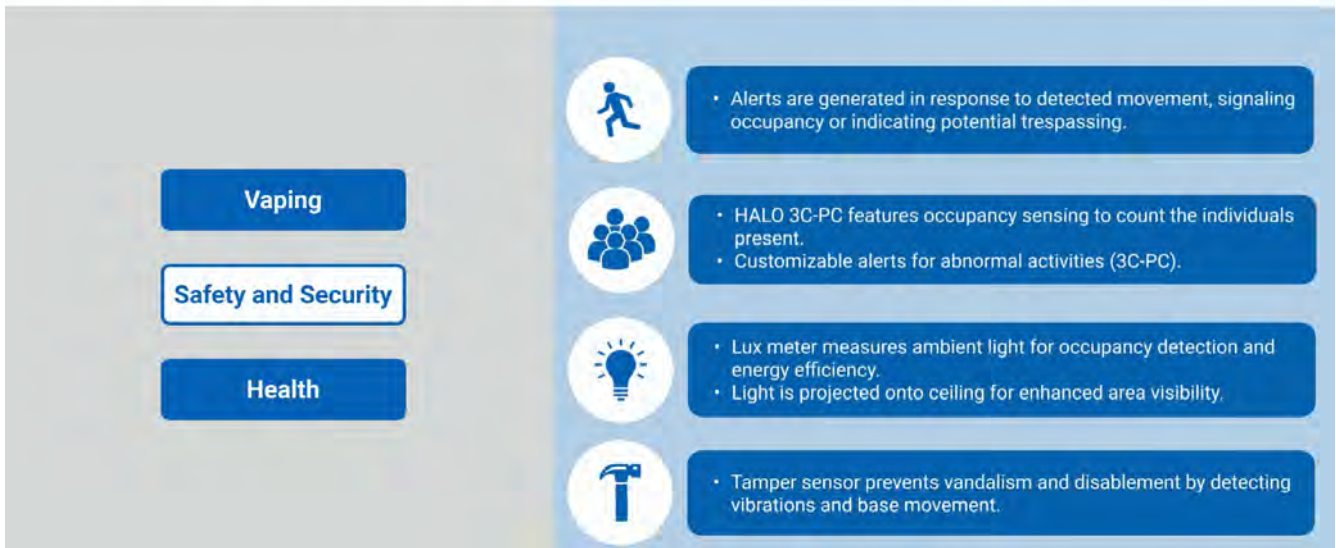 Vaping
Safety and Security
Health
• Alerts are generated in response to detected movement, signaling
occupancy or indicating potential trespassing.
• HALO 3C-PC features occupancy sensing to count the individuals
present.
• Customizable alerts for abnormal activities (3C-PC).
• Lux meter measures ambient light for occupancy detection and
energy efficiency.
• Light is projected onto ceiling for enhanced area visibility.
• Tamper sensor prevents vandalism and disablement by detecting
vibrations and base movement.